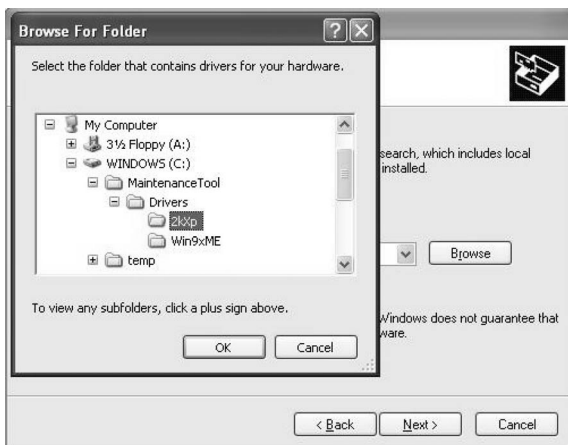 Browse For Folder
Select the folder that contains drivers for your hardware.
My Computer
3½ Floppy (A:)
WINDOWS (C:)
MaintenanceTool
Drivers
2kXp
Win9xME
temp
To view any subfolders, click a plus sign above.
OK
Cancel
search, which includes local
installed.
Browse
Windows does not guarantee that
ware.
< Back
Next >
Cancel